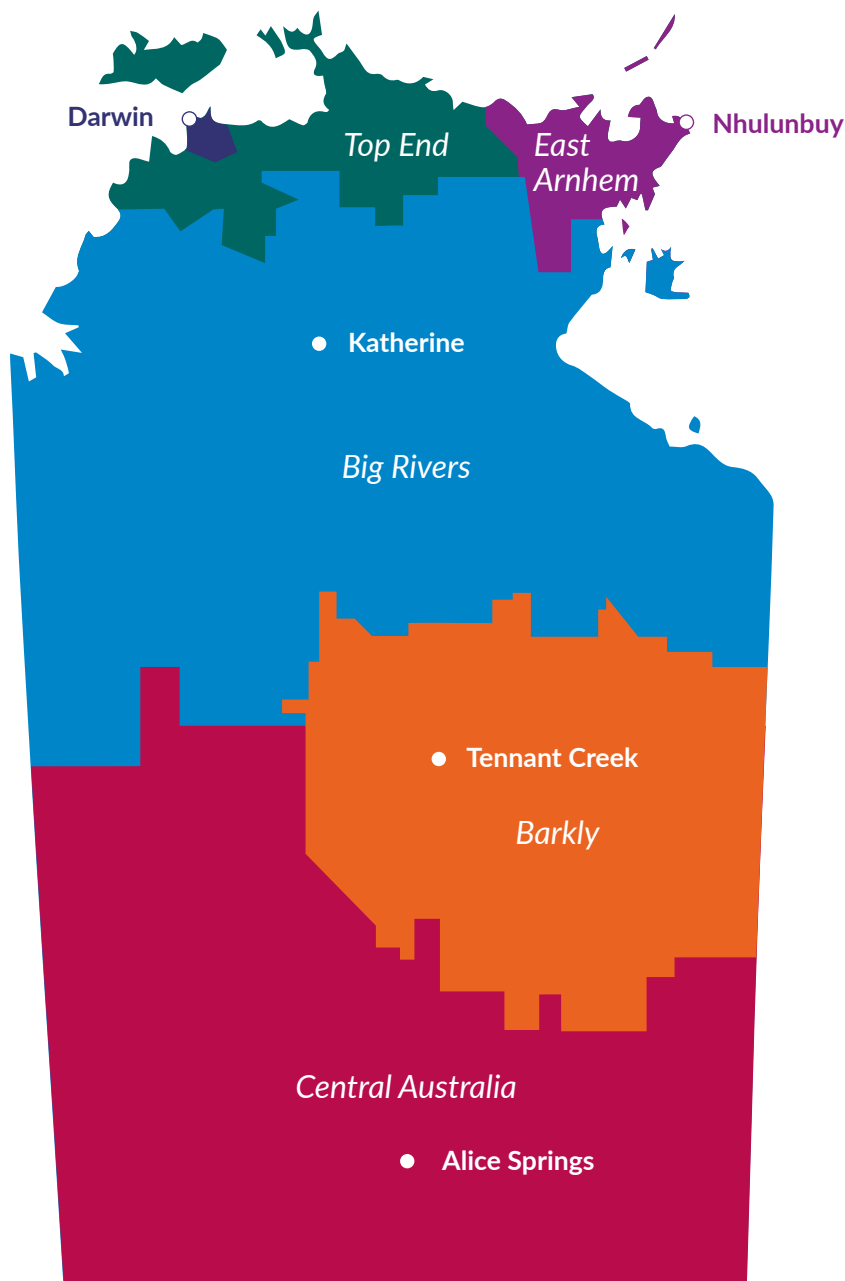 Darwin
Nhulunbuy
Top End
East
Arnhem
Katherine
Big Rivers
Tennant Creek
Barkly
Central Australia
Alice Springs